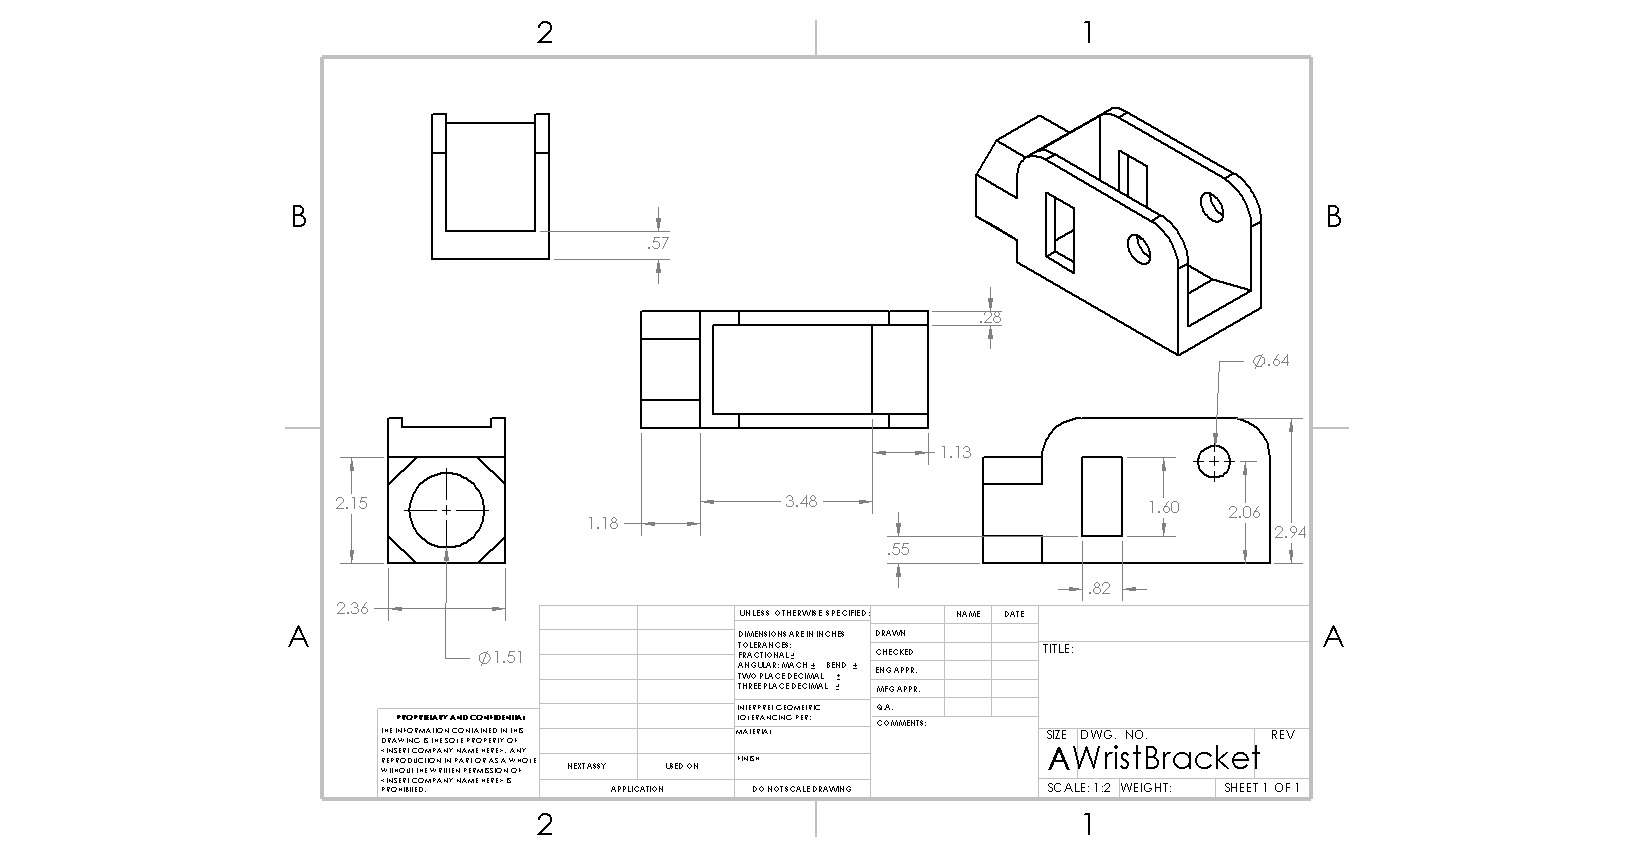 2 1
B B
.57
.28
Ø.64
1.13
3.48
1.18
2.15
2.36
Ø1.51
1.60
2.06
2.94
.55
.82
A A
UNLESS OTHERWISE SPECIFIED:
DIMENSIONS ARE IN INCHES
TOLERANCES:
FRACTIONAL ±
ANGULAR: MACH ± BEND ±
TWO PLACE DECIMAL ±
THREE PLACE DECIMAL ±
INTERPRET GEOMETRIC
TOLERANCING PER:
MATERIAL
FINISH
DO NOT SCALE DRAWING
NAME DATE
DRAWN
CHECKED
ENG APPR.
MFG APPR.
Q.A.
COMMENTS:
PROPRIETARY AND CONFIDENTIAL
THE INFORMATION CONTAINED IN THIS
DRAWING IS THE SOLE PROPERTY OF
<INSERT COMPANY NAME HERE>. ANY
REPRODUCTION IN PART OR AS A WHOLE
WITHOUT THE WRITTEN PERMISSION OF
<INSERT COMPANY NAME HERE> IS
PROHIBITED.
NEXT ASSY USED ON
APPLICATION
TITLE:
SIZE DWG. NO. REV
A WristBracket
SCALE: 1:2 WEIGHT: SHEET 1 OF 1
2 1